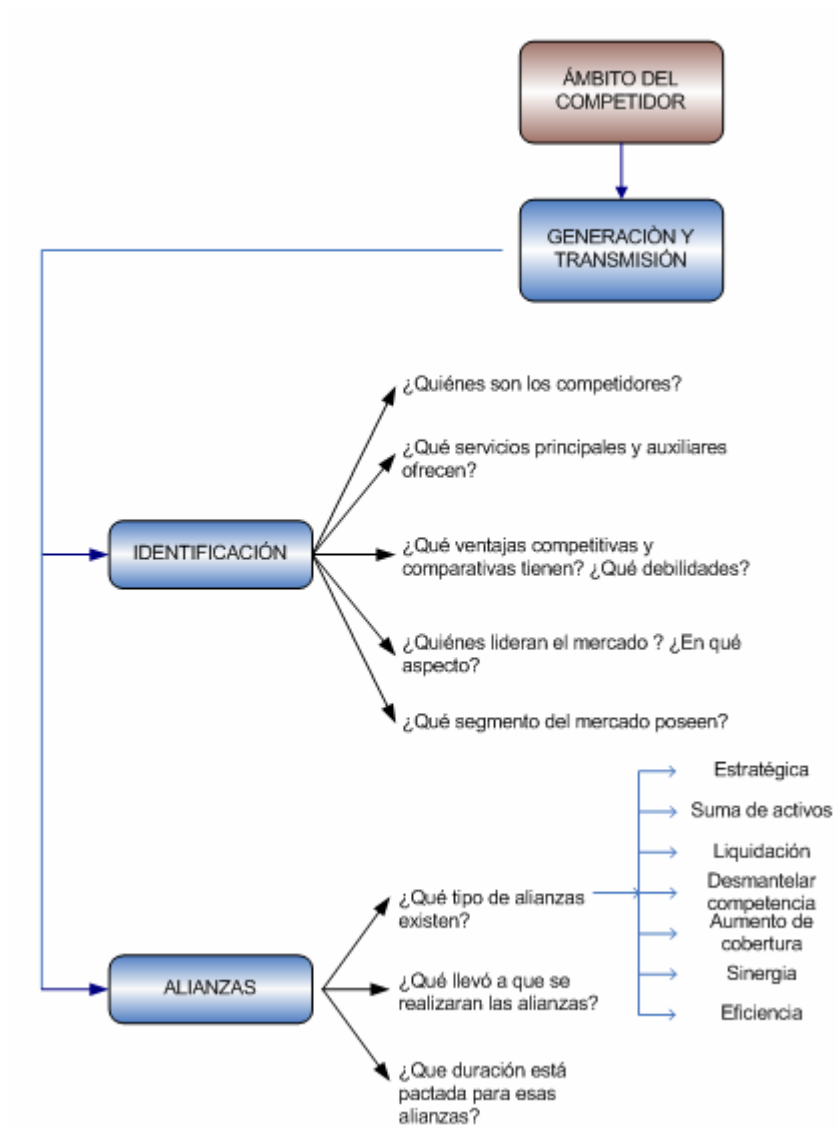 ÁMBITO DEL
COMPETIDOR
GENERACIÒN Y
TRANSMISIÓN
¿Quiénes son los competidores?
¿Qué servicios principales y auxiliares
ofrecen?
IDENTIFICACIÓN
¿Qué ventajas competitivas y
comparativas tienen? ¿Qué debilidades?
¿Quiénes lideran el mercado ? ¿En qué
aspecto?
¿Qué segmento del mercado poseen?
Estratégica
Suma de activos
Liquidación
Desmantelar
competencia
Aumento de
cobertura
Sinergia
Eficiencia
¿Qué tipo de alianzas
existen?
ALIANZAS
¿Qué llevó a que se
realizaran las alianzas?
¿Que duración está
pactada para esas
alianzas?